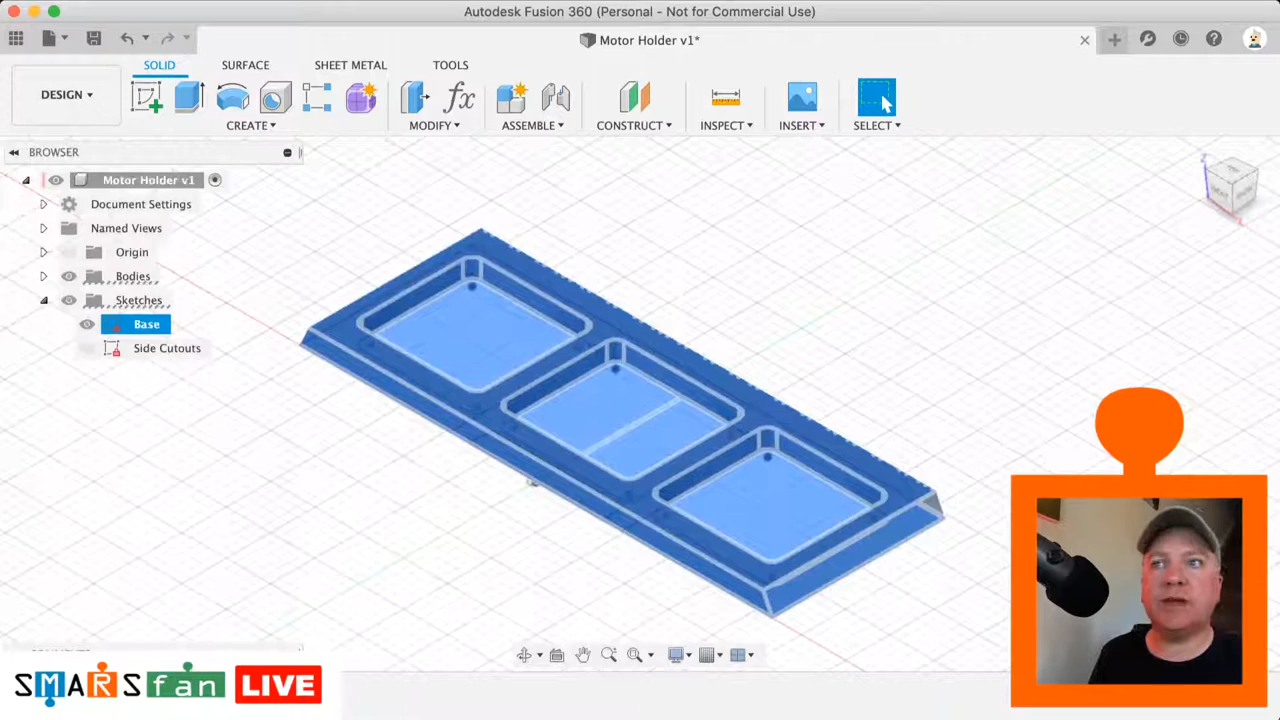 Autodesk Fusion 360 (Personal - Not for Commercial Use)
Motor Holder v1*
SOLID SURFACE SHEET METAL TOOLS
DESIGN
CREATE MODIFY ASSEMBLE CONSTRUCT INSPECT INSERT SELECT
BROWSER
Motor Holder v1
Document Settings
Named Views
Origin
Bodies
Sketches
Base
Side Cutouts
SMARS fan LIVE